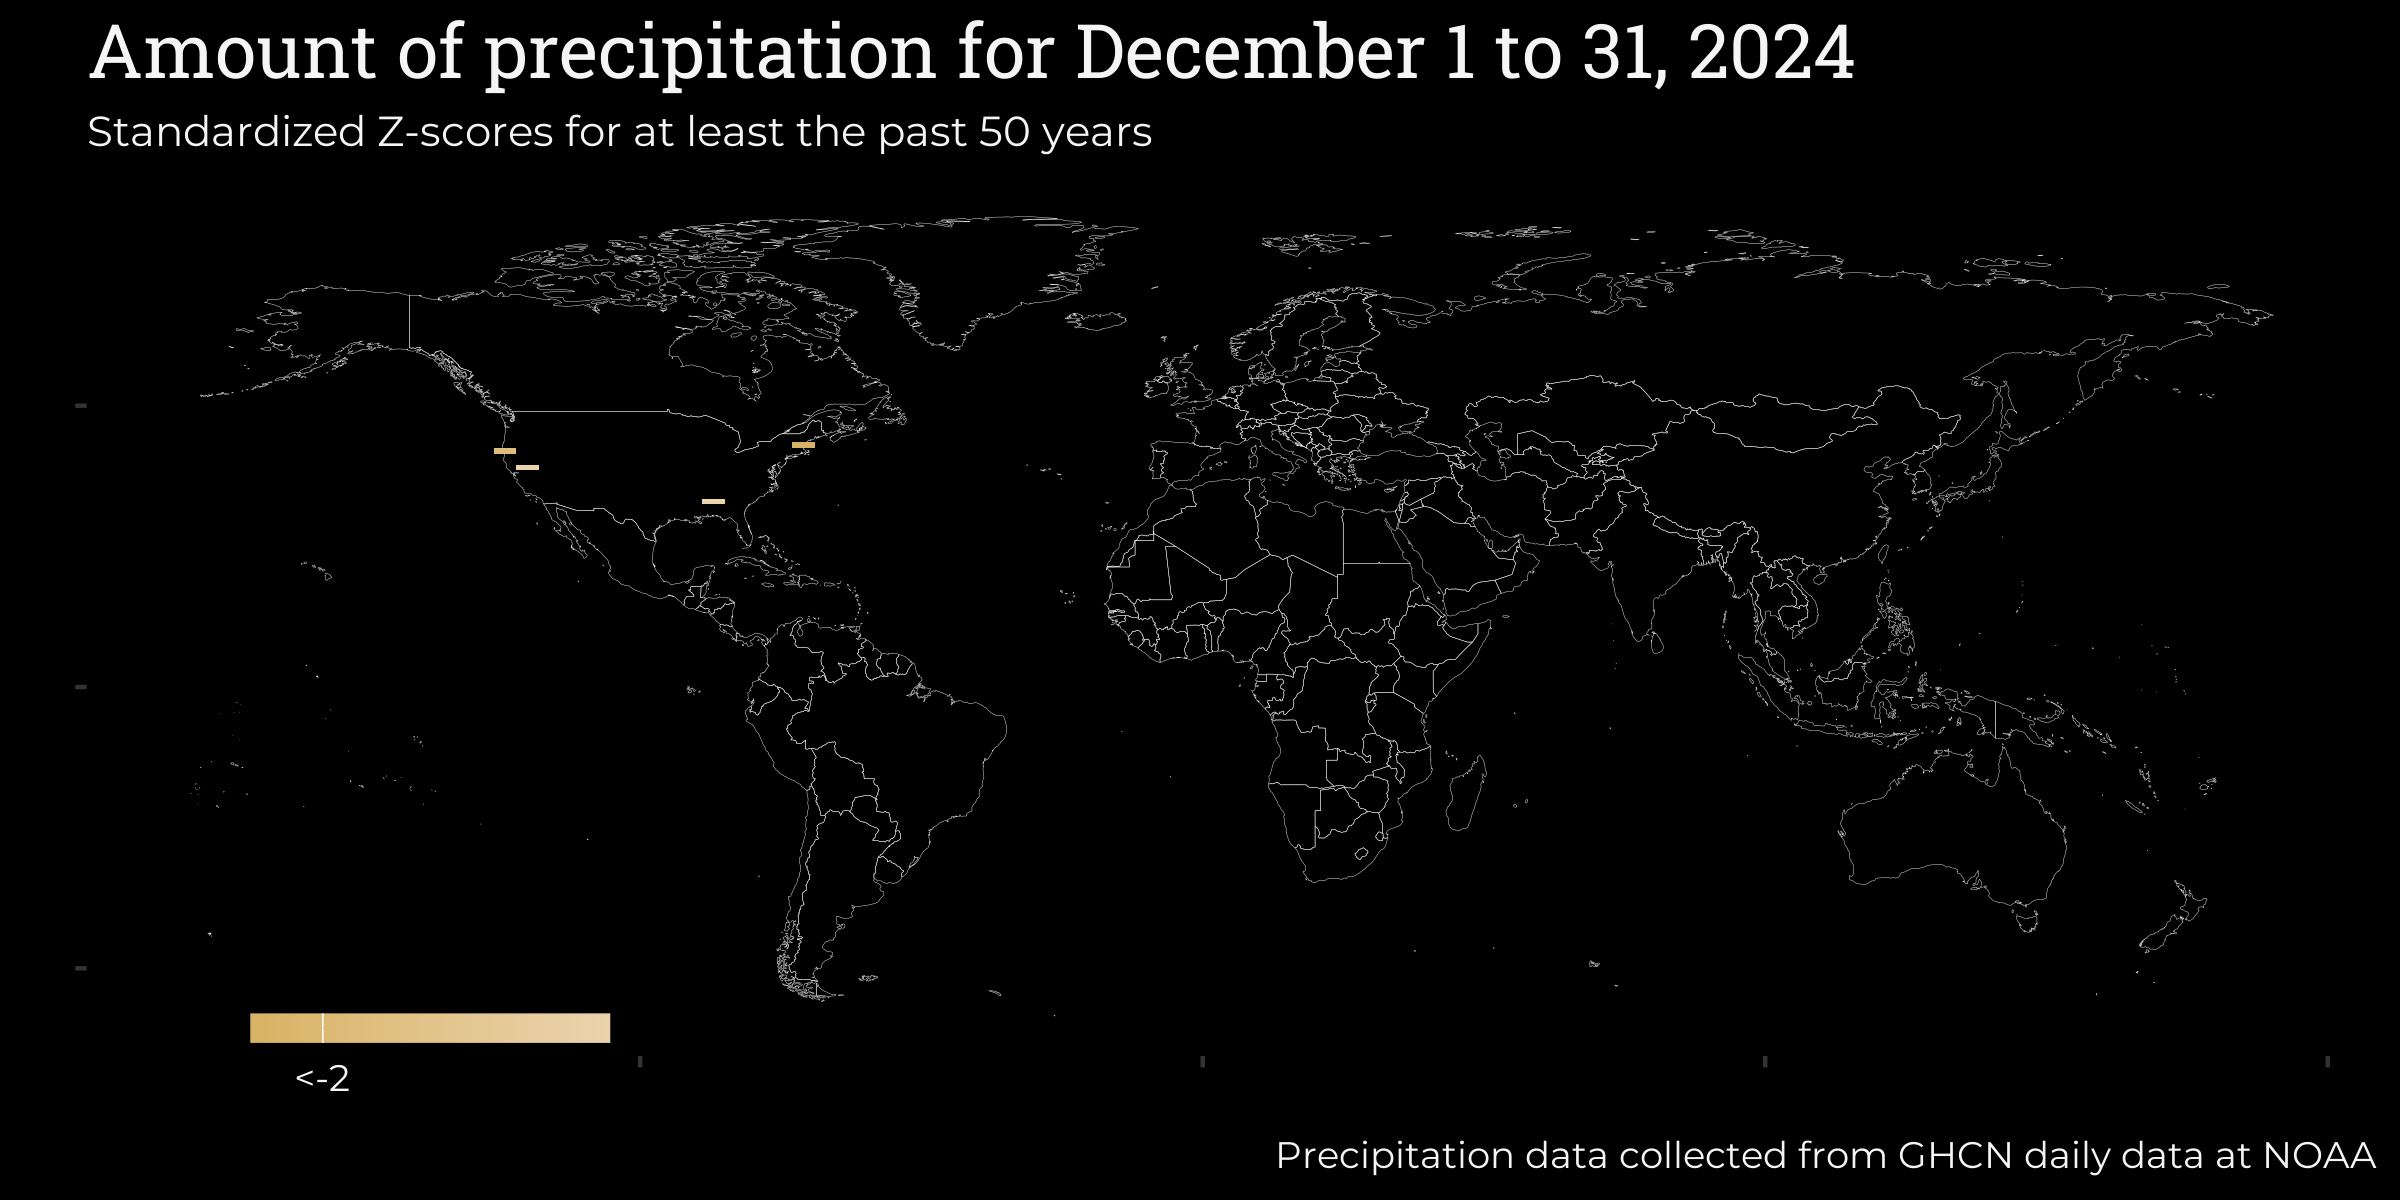 Amount of precipitation for December 1 to 31, 2024
Standardized Z-scores for at least the past 50 years
<-2
Precipitation data collected from GHCN daily data at NOAA